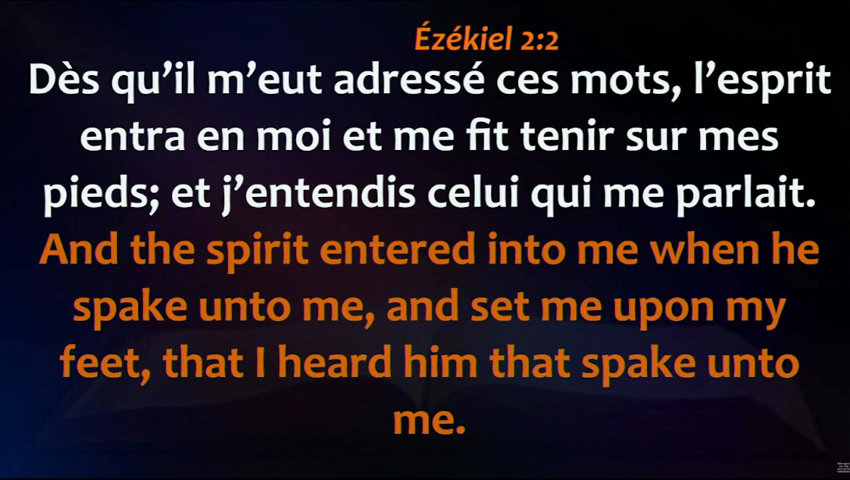 Ézékiel 2:2
Dès qu’il m’eut adressé ces mots, l’esprit
entra en moi et me fit tenir sur mes
pieds; et j’entendis celui qui me parlait.
And the spirit entered into me when he
spake unto me, and set me upon my
feet, that I heard him that spake unto
me.